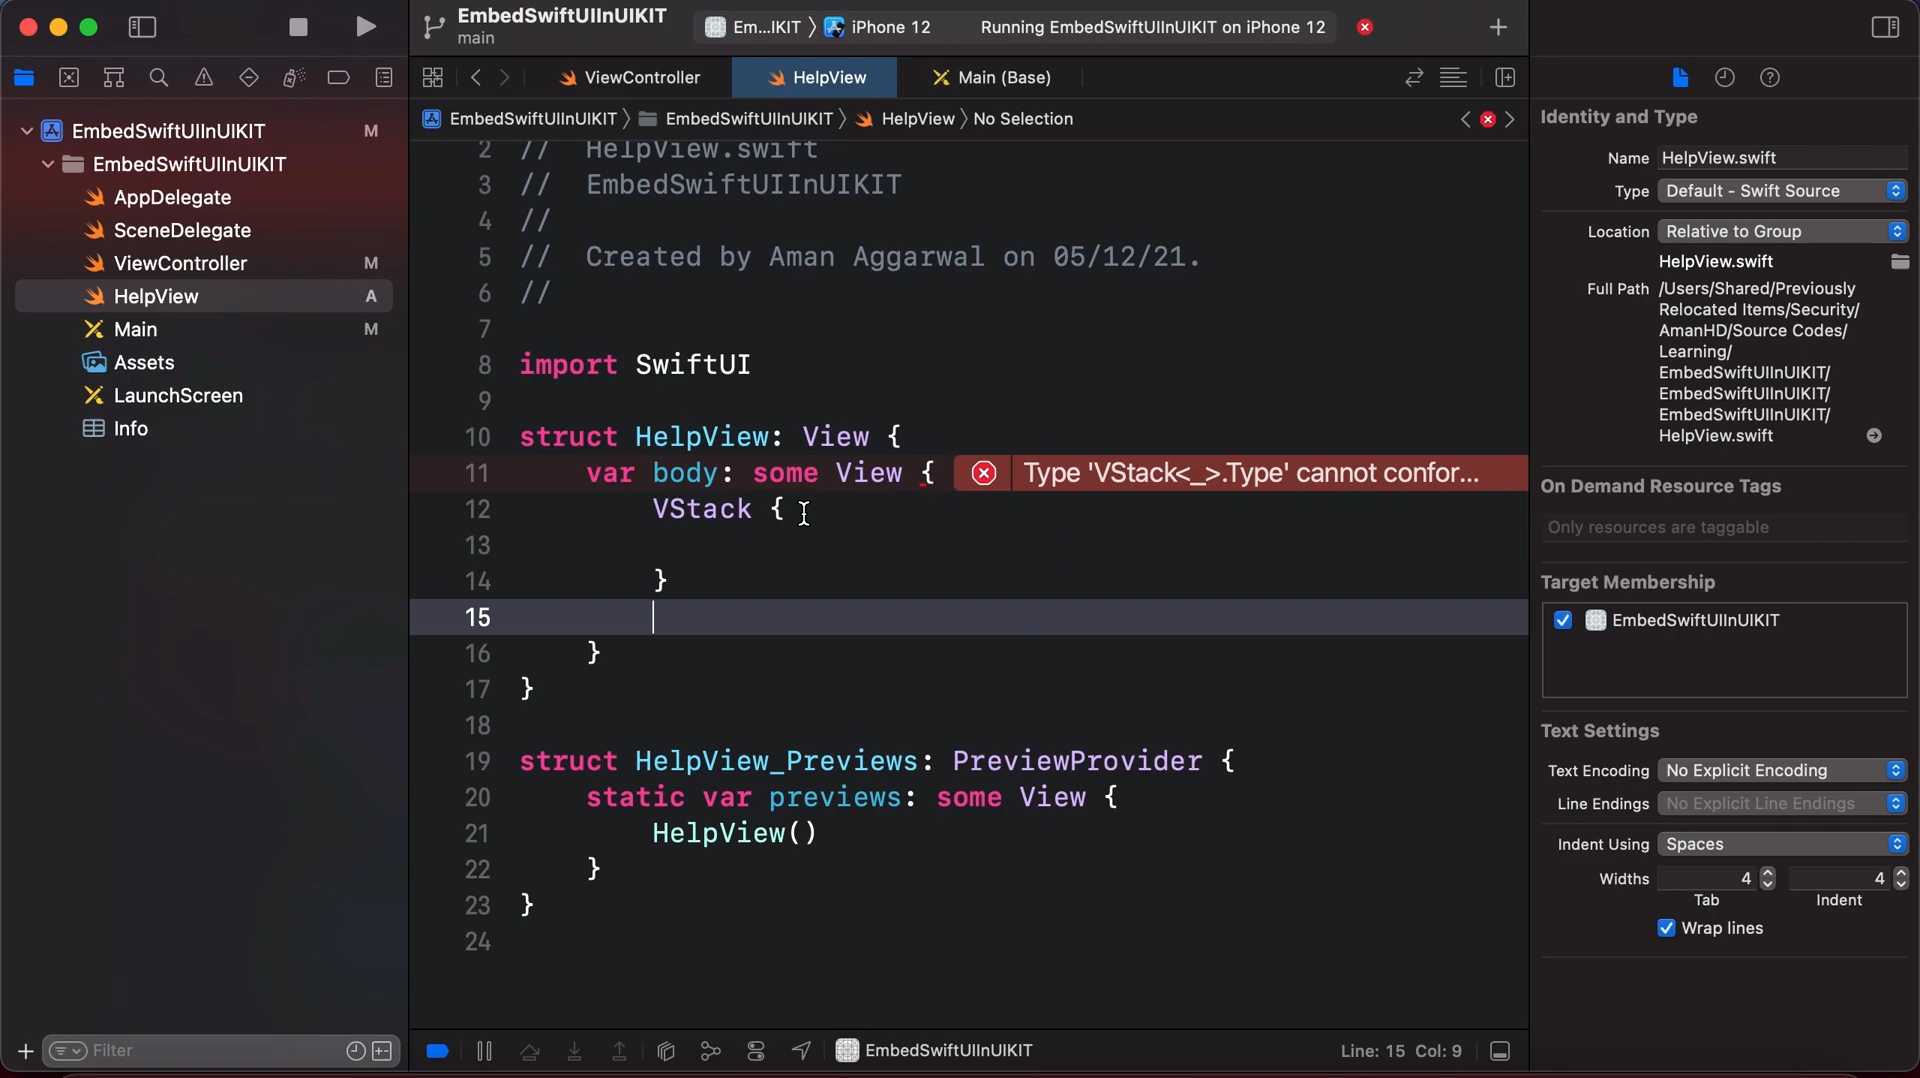 EmbedSwiftUIInUIKIT
main
Em...IKIT
iPhone 12
Running EmbedSwiftUIInUIKIT on iPhone 12
ViewController
HelpView
Main (Base)
EmbedSwiftUIInUIKIT
EmbedSwiftUIInUIKIT
HelpView
No Selection
EmbedSwiftUIInUIKIT M
EmbedSwiftUIInUIKIT
AppDelegate
SceneDelegate
ViewController M
HelpView A
Main M
Assets
LaunchScreen
Info
Filter
2 // HelpView.swift
3 // EmbedSwiftUIInUIKIT
4 //
5 // Created by Aman Aggarwal on 05/12/21.
6 //
7
8 import SwiftUI
9
10 struct HelpView: View {
11 var body: some View { Type 'VStack<_>.Type' cannot confor...
12 VStack {
13
14 }
15
16 }
17 }
18
19 struct HelpView_Previews: PreviewProvider {
20 static var previews: some View {
21 HelpView()
22 }
23 }
24
EmbedSwiftUIInUIKIT
Line: 15 Col: 9
Identity and Type
Name HelpView.swift
Type Default - Swift Source
Location Relative to Group
HelpView.swift
Full Path /Users/Shared/Previously
Relocated Items/Security/
AmanHD/Source Codes/
Learning/
EmbedSwiftUIInUIKIT/
EmbedSwiftUIInUIKIT/
EmbedSwiftUIInUIKIT/
HelpView.swift
On Demand Resource Tags
Only resources are taggable
Target Membership
EmbedSwiftUIInUIKIT
Text Settings
Text Encoding No Explicit Encoding
Line Endings No Explicit Line Endings
Indent Using Spaces
Widths 4 4
Tab Indent
Wrap lines